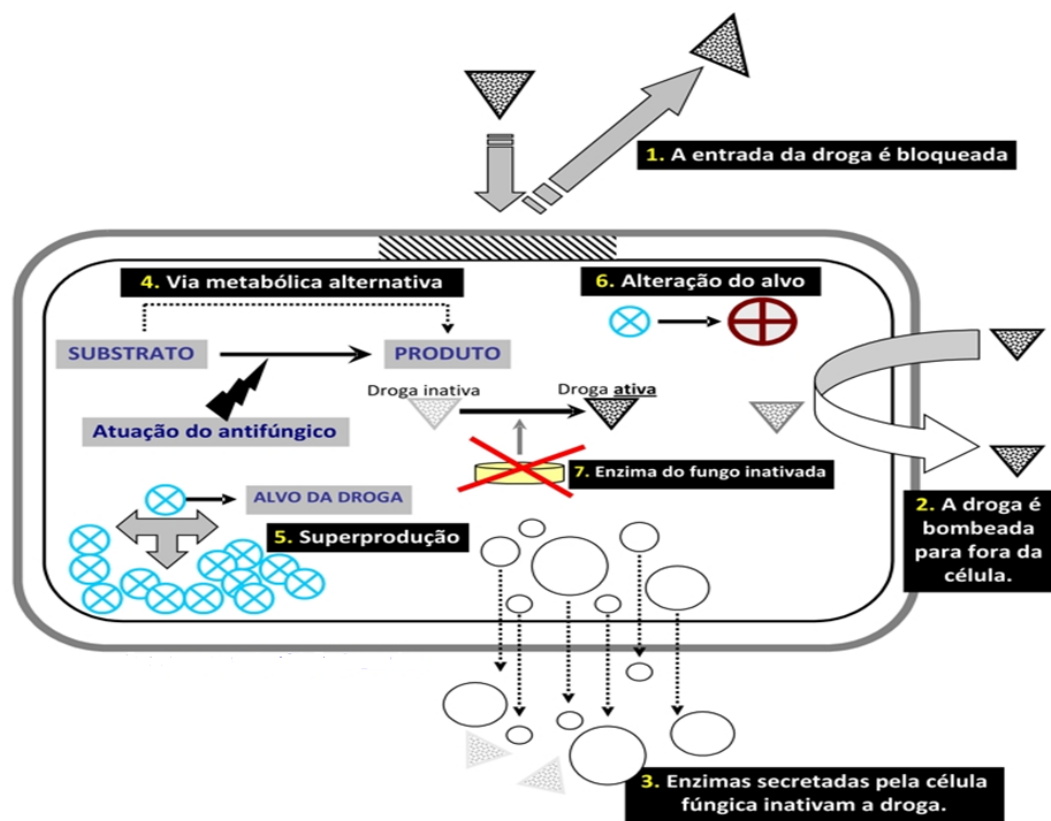 1. A entrada da droga é bloqueada
4. Via metabólica alternativa
6. Alteração do alvo
SUBSTRATO
PRODUTO
Droga inativa
Droga ativa
Atuação do antifúngico
7. Enzima do fungo inativada
ALVO DA DROGA
2. A droga é
bombeada
para fora da
célula.
5. Superprodução
3. Enzimas secretadas pela célula
fúngica inativam a droga.